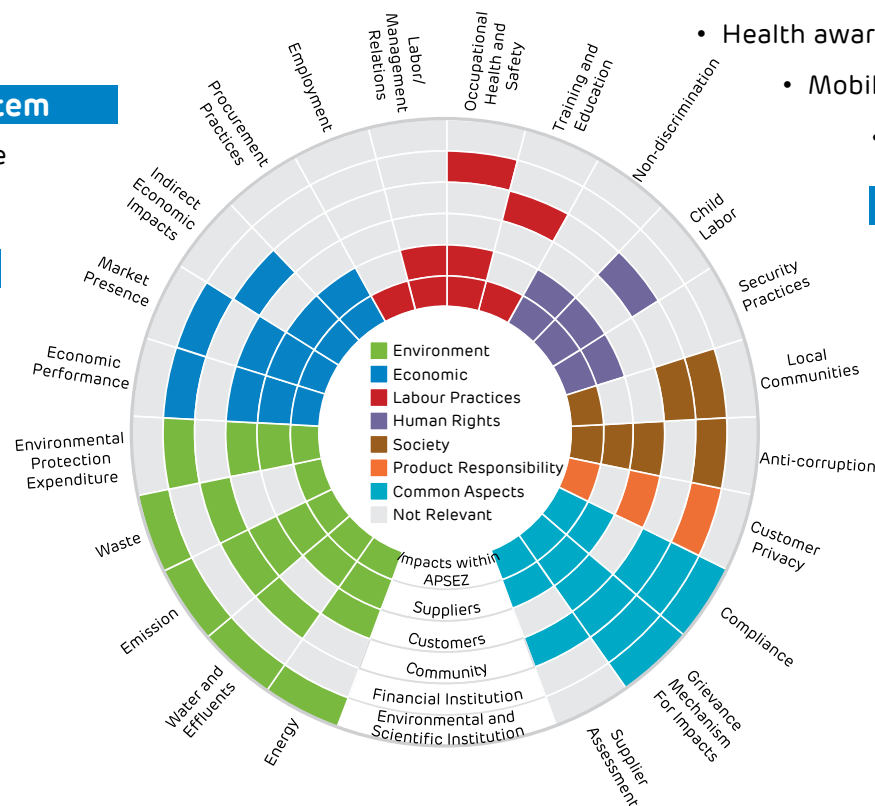 tem
e
• Health awar
• Mobil
•
Labor/
Management
Relations
Occupational
Health and
Safety
Training and
Education
Non-discrimination
Child
Labor
Security
Practices
Local
Communities
Anti-corruption
Customer
Privacy
Compliance
Grievance
Mechanism
For Impacts
Supplier
Assessment
Energy
Water and
Effluents
Emission
Waste
Environmental
Protection
Expenditure
Economic
Performance
Market
Presence
Indirect
Economic
Impacts
Procurement
Practices
Employment
Environment
Economic
Labour Practices
Human Rights
Society
Product Responsibility
Common Aspects
Not Relevant
Impacts within
APSEZ
Suppliers
Customers
Community
Financial Institution
Environmental and
Scientific Institution